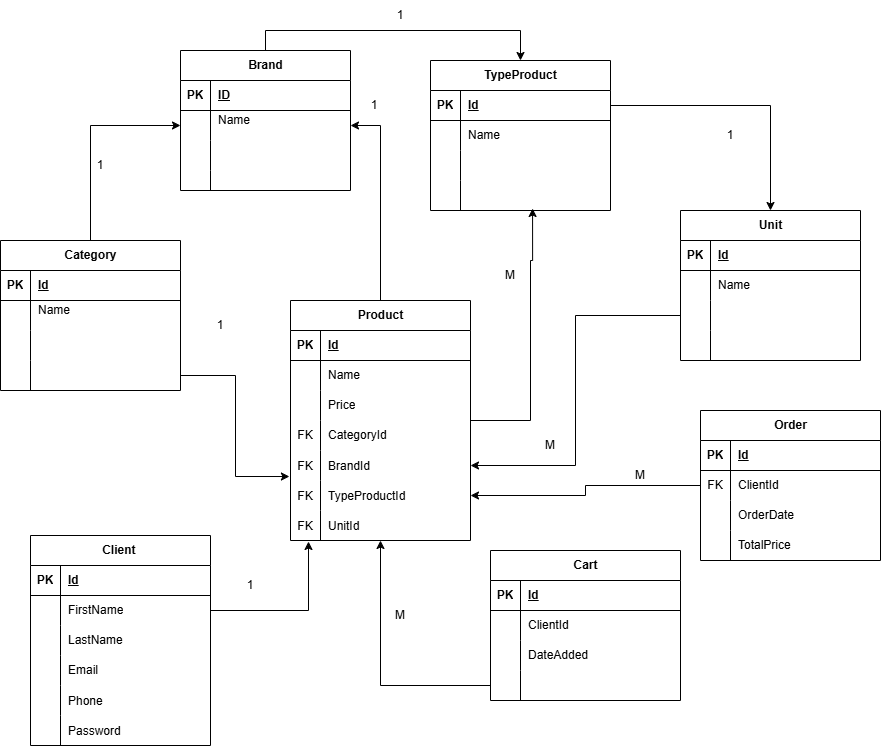 1
Brand
PK ID
Name
TypeProduct
PK Id
Name
1
1
1
Unit
PK Id
Name
Category
PK Id
Name
M
1
Product
PK Id
Name
Price
FK CategoryId
FK BrandId
FK TypeProductId
FK UnitId
M
M
Order
PK Id
FK ClientId
OrderDate
TotalPrice
Client
PK Id
FirstName
LastName
Email
Phone
Password
1
M
Cart
PK Id
ClientId
DateAdded